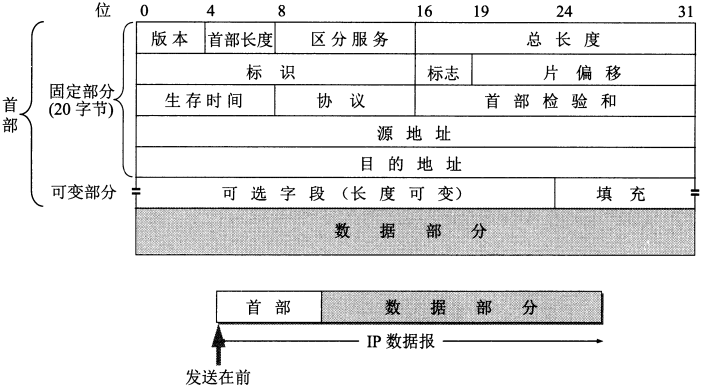 位 0 4 8 16 19 24 31
版本 首部长度 区分服务 总长度
标识 标志 片偏移
生存时间 协议 首部检验和
源地址
目的地址
可选字段（长度可变） 填充
数据部分
首部
固定部分
(20字节)
可变部分
首部 数据部分
IP 数据报
发送在前